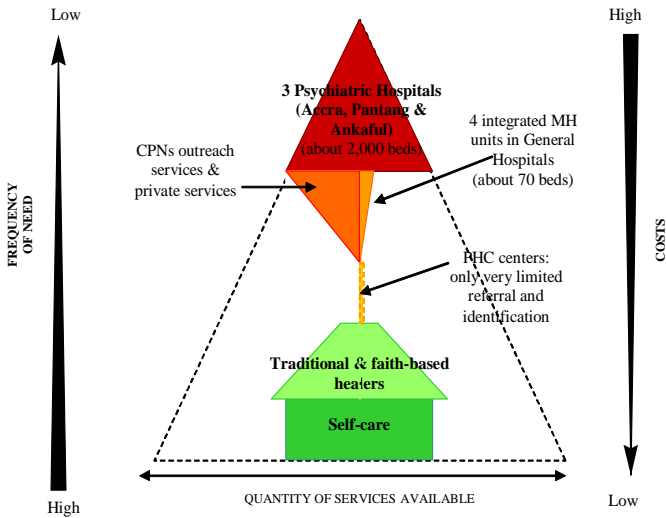 Low
High
3 Psychiatric Hospitals
(Accra, Pantang &
Ankaful)
(about 2,000 beds)
4 integrated MH
units in General
Hospitals
(about 70 beds)
CPNs outreach
services &
private services
FREQUENCY
OF NEED
COSTS
PHC centers:
only very limited
referral and
identification
Traditional & faith-based
healers
Self-care
QUANTITY OF SERVICES AVAILABLE
High
Low